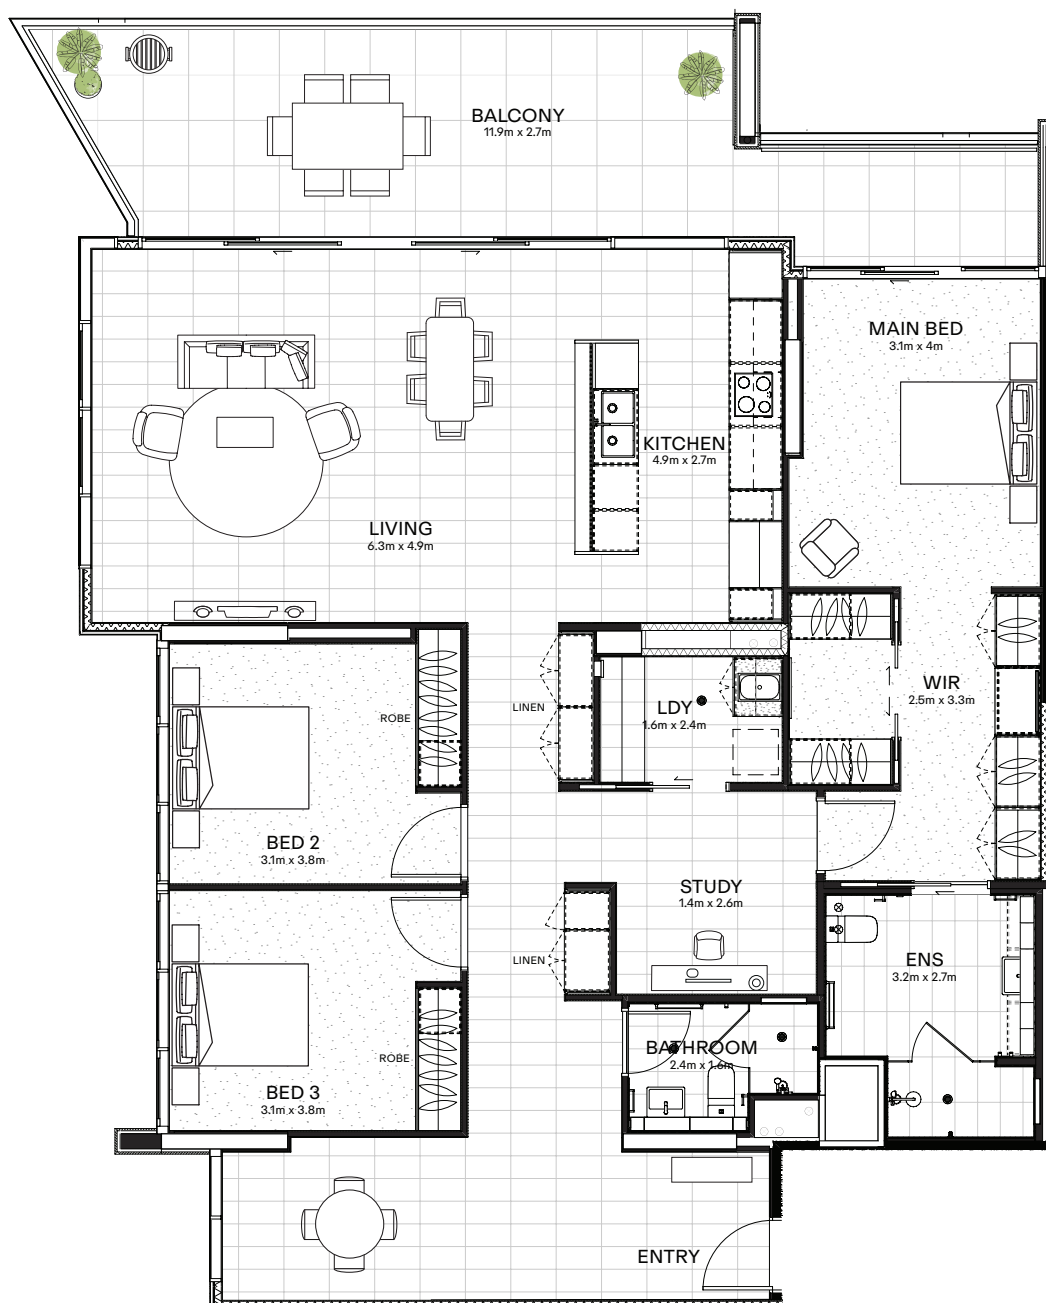 BALCONY
11.9m x 2.7m
MAIN BED
3.1m x 4m
KITCHEN
4.9m x 2.7m
LIVING
6.3m x 4.9m
WIR
2.5m x 3.3m
LINEN
LDY
1.6m x 2.4m
ROBE
BED 2
3.1m x 3.8m
STUDY
1.4m x 2.6m
LINEN
ENS
3.2m x 2.7m
BATHROOM
2.4m x 1.6m
ROBE
BED 3
3.1m x 3.8m
ENTRY